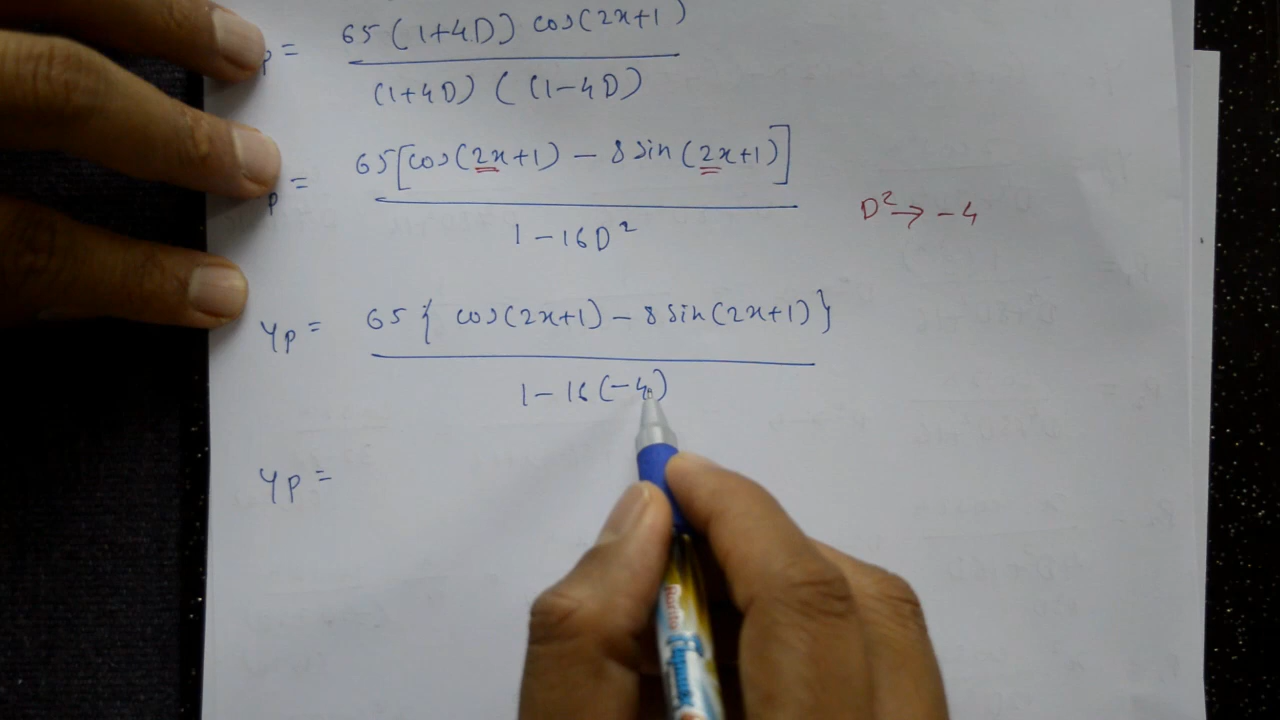 p = 65 (1+4D) cos(2x+1)
(1+4D) ( (1-4D)
p = 65[cos(2x+1) - 8 sin (2x+1)]
1 - 16D²
D² → -4
yp = 65 { cos(2x+1) - 8 sin(2x+1) }
1 - 16 (-4)
yp =